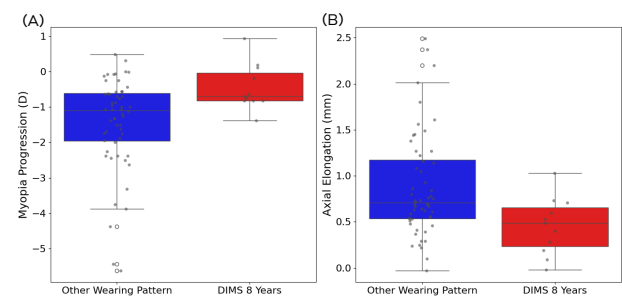 (A)
Myopia Progression (D)
1
0
−1
−2
−3
−4
−5
Other Wearing Pattern
DIMS 8 Years
(B)
Axial Elongation (mm)
2.5
2.0
1.5
1.0
0.5
0.0
Other Wearing Pattern
DIMS 8 Years